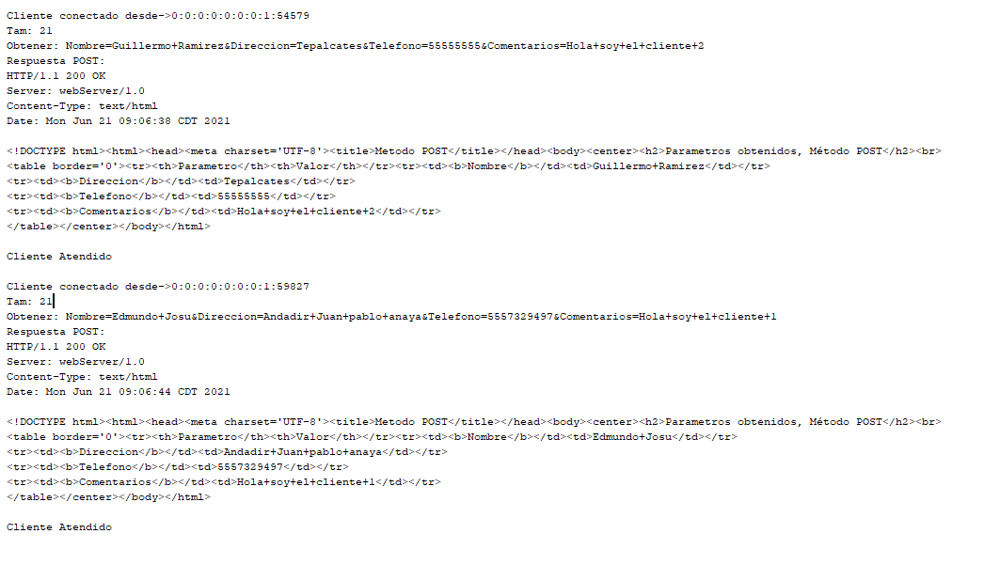 Cliente conectado desde->0:0:0:0:0:0:0:1:54579
Tam: 21
Obtener: Nombre=Guillermo+Ramirez&Direccion=Tepalcates&Telefono=55555555&Comentarios=Hola+soy+el+cliente+2
Respuesta POST:
HTTP/1.1 200 OK
Server: webServer/1.0
Content-Type: text/html
Date: Mon Jun 21 09:06:38 CDT 2021
<!DOCTYPE html><html><head><meta charset='UTF-8'><title>Metodo POST</title></head><body><center><h2>Parametros obtenidos, Método POST</h2><br>
<table border='0'><tr><th>Parametro</th><th>Valor</th></tr><tr><td><b>Nombre</b></td><td>Guillermo+Ramirez</td></tr>
<tr><td><b>Direccion</b></td><td>Tepalcates</td></tr>
<tr><td><b>Telefono</b></td><td>55555555</td></tr>
<tr><td><b>Comentarios</b></td><td>Hola+soy+el+cliente+2</td></tr>
</table></center></body></html>
Cliente Atendido
Cliente conectado desde->0:0:0:0:0:0:0:1:59827
Tam: 21
Obtener: Nombre=Edmundo+Josu&Direccion=Andadir+Juan+pablo+anaya&Telefono=5557329497&Comentarios=Hola+soy+el+cliente+1
Respuesta POST:
HTTP/1.1 200 OK
Server: webServer/1.0
Content-Type: text/html
Date: Mon Jun 21 09:06:44 CDT 2021
<!DOCTYPE html><html><head><meta charset='UTF-8'><title>Metodo POST</title></head><body><center><h2>Parametros obtenidos, Método POST</h2><br>
<table border='0'><tr><th>Parametro</th><th>Valor</th></tr><tr><td><b>Nombre</b></td><td>Edmundo+Josu</td></tr>
<tr><td><b>Direccion</b></td><td>Andadir+Juan+pablo+anaya</td></tr>
<tr><td><b>Telefono</b></td><td>5557329497</td></tr>
<tr><td><b>Comentarios</b></td><td>Hola+soy+el+cliente+1</td></tr>
</table></center></body></html>
Cliente Atendido